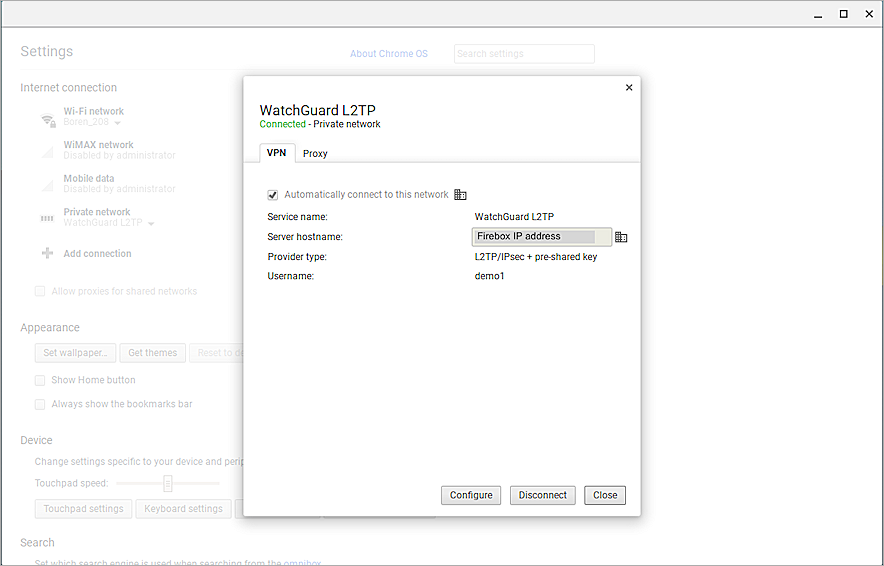 Settings
About Chrome OS
Search settings
Internet connection
Wi-Fi network
Boren_208
WiMAX network
Disabled by administrator
Mobile data
Disabled by administrator
Private network
WatchGuard L2TP
Add connection
Allow proxies for shared networks
Appearance
Set wallpaper... Get themes Reset to de
Show Home button
Always show the bookmarks bar
Device
Change settings specific to your device and perip
Touchpad speed:
Touchpad settings Keyboard settings
Search
Set which search engine is used when searching from the omnibox
WatchGuard L2TP
Connected - Private network
VPN Proxy
Automatically connect to this network
Service name: WatchGuard L2TP
Server hostname: Firebox IP address
Provider type: L2TP/IPsec + pre-shared key
Username: demo1
Configure Disconnect Close